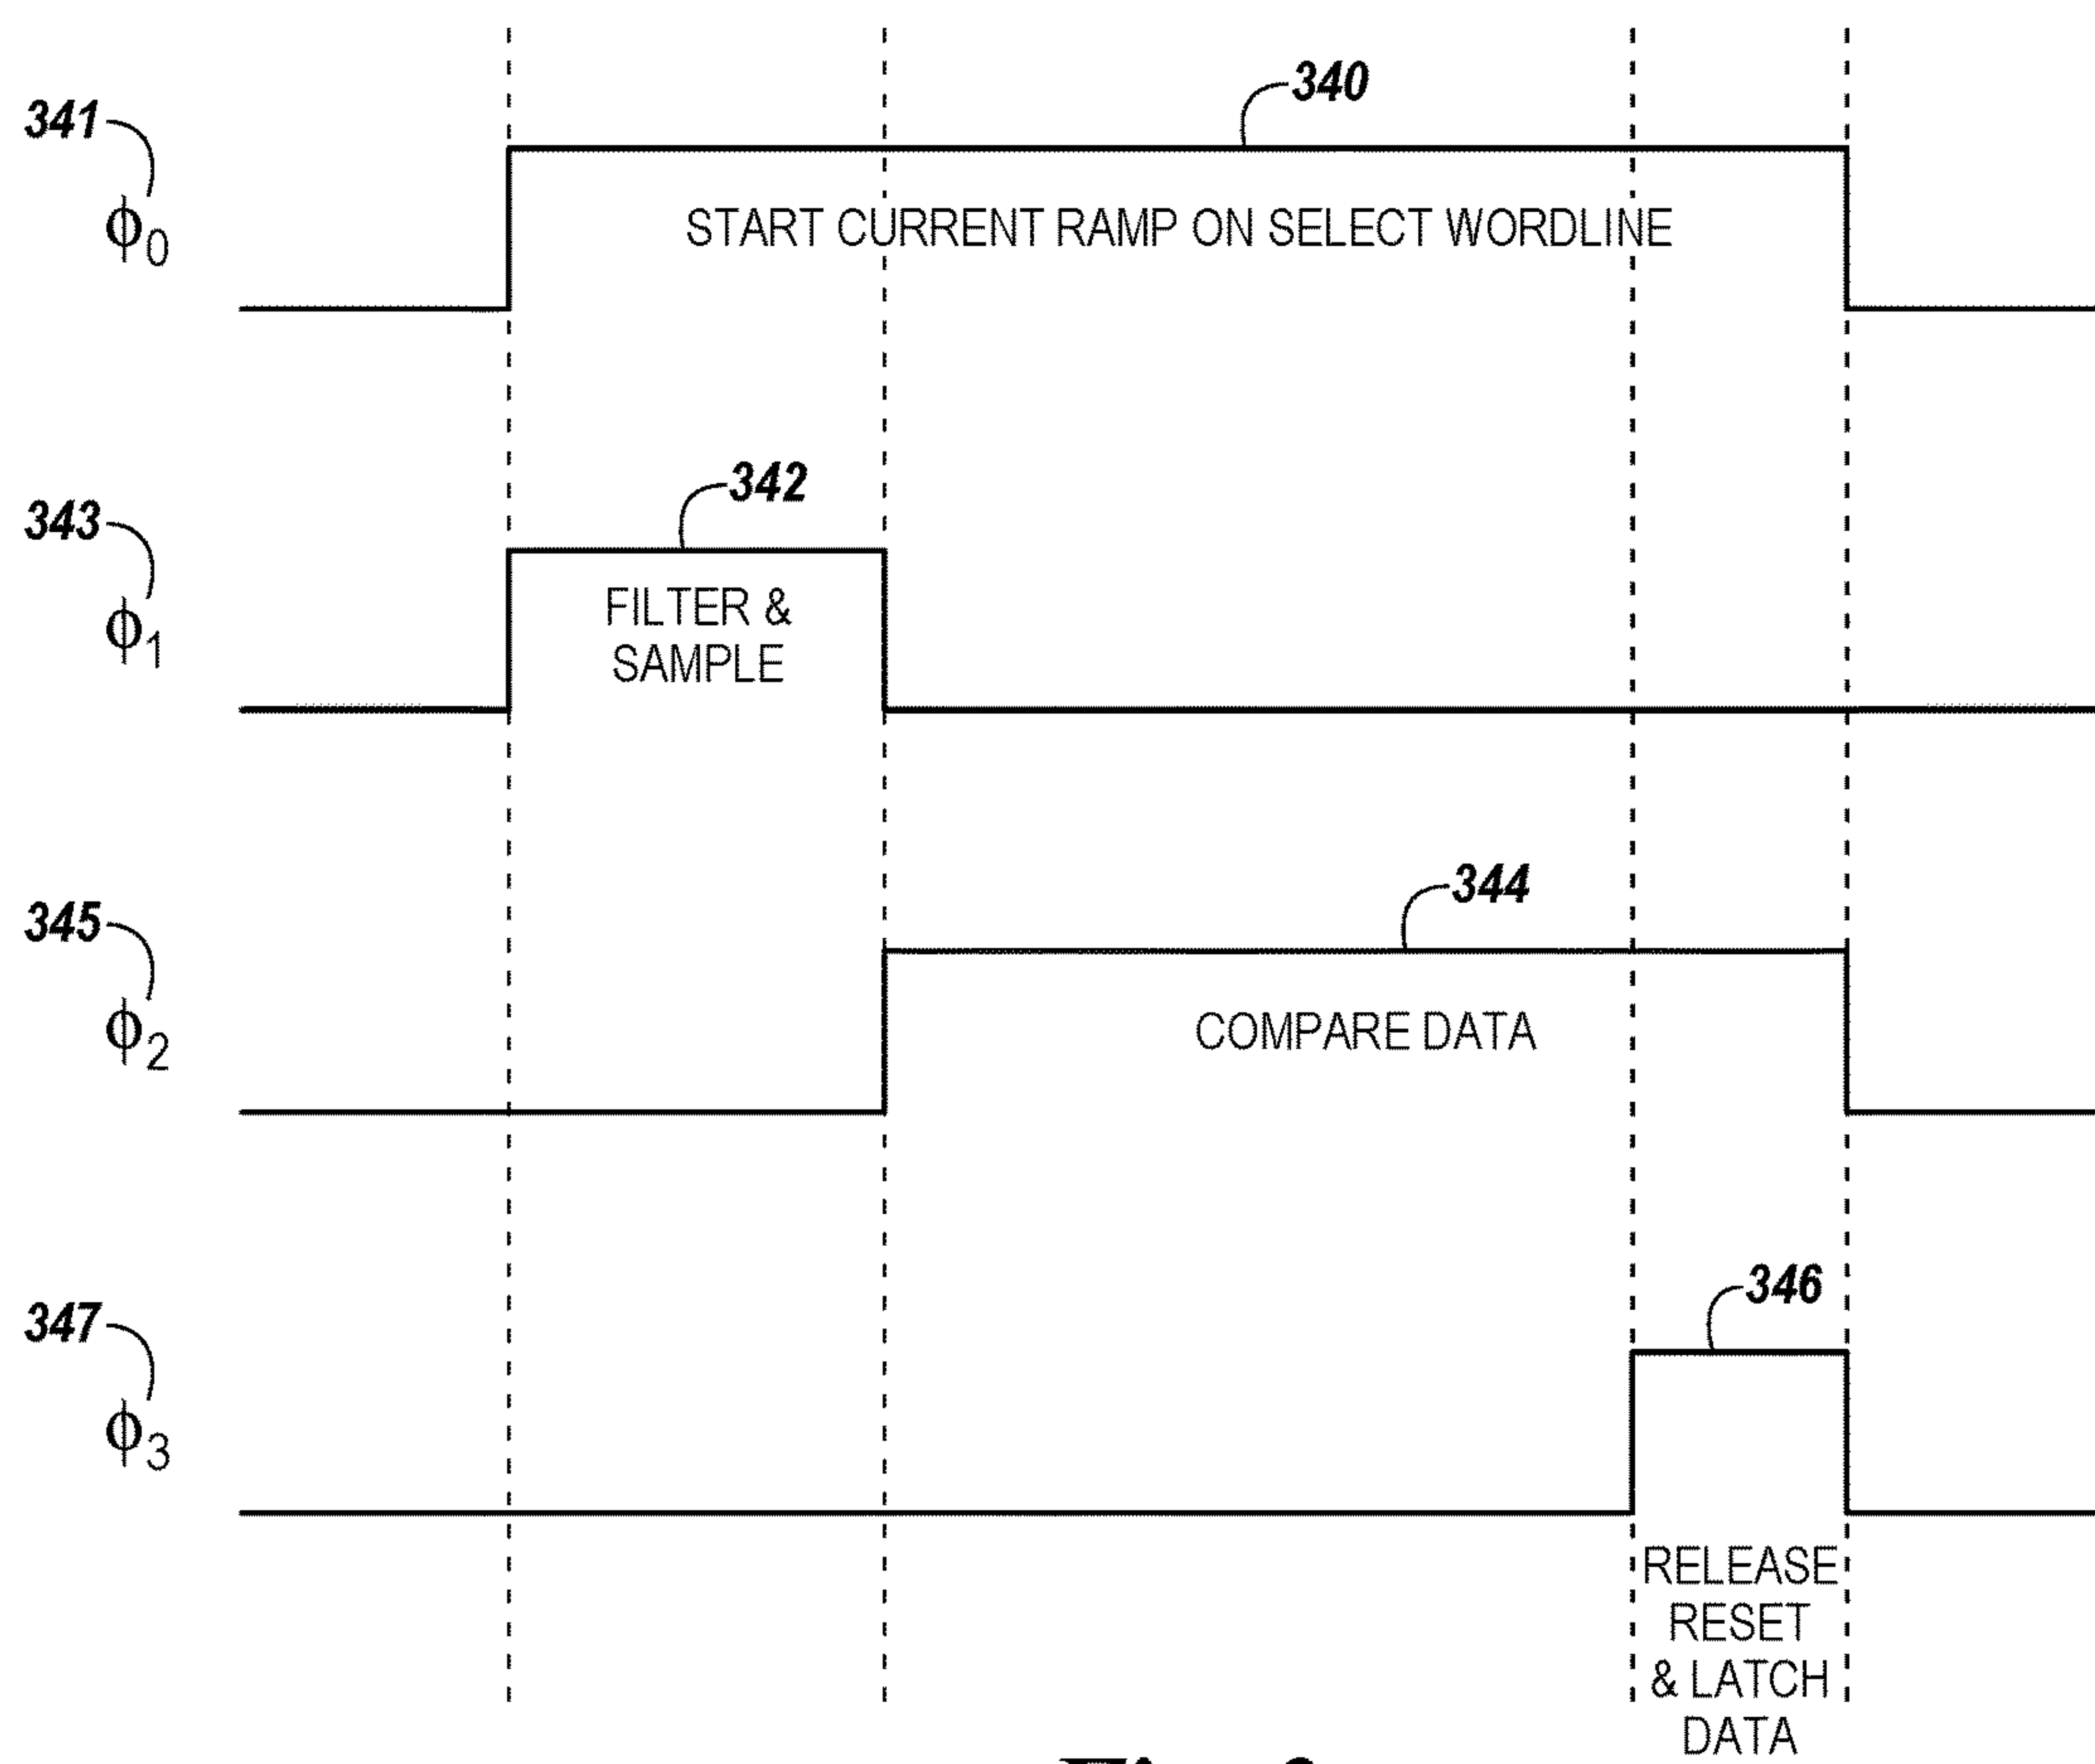 340
341
ϕ0
START CURRENT RAMP ON SELECT WORDLINE
342
343
ϕ1
FILTER &
SAMPLE
344
345
ϕ2
COMPARE DATA
346
347
ϕ3
RELEASE
RESET
& LATCH
DATA